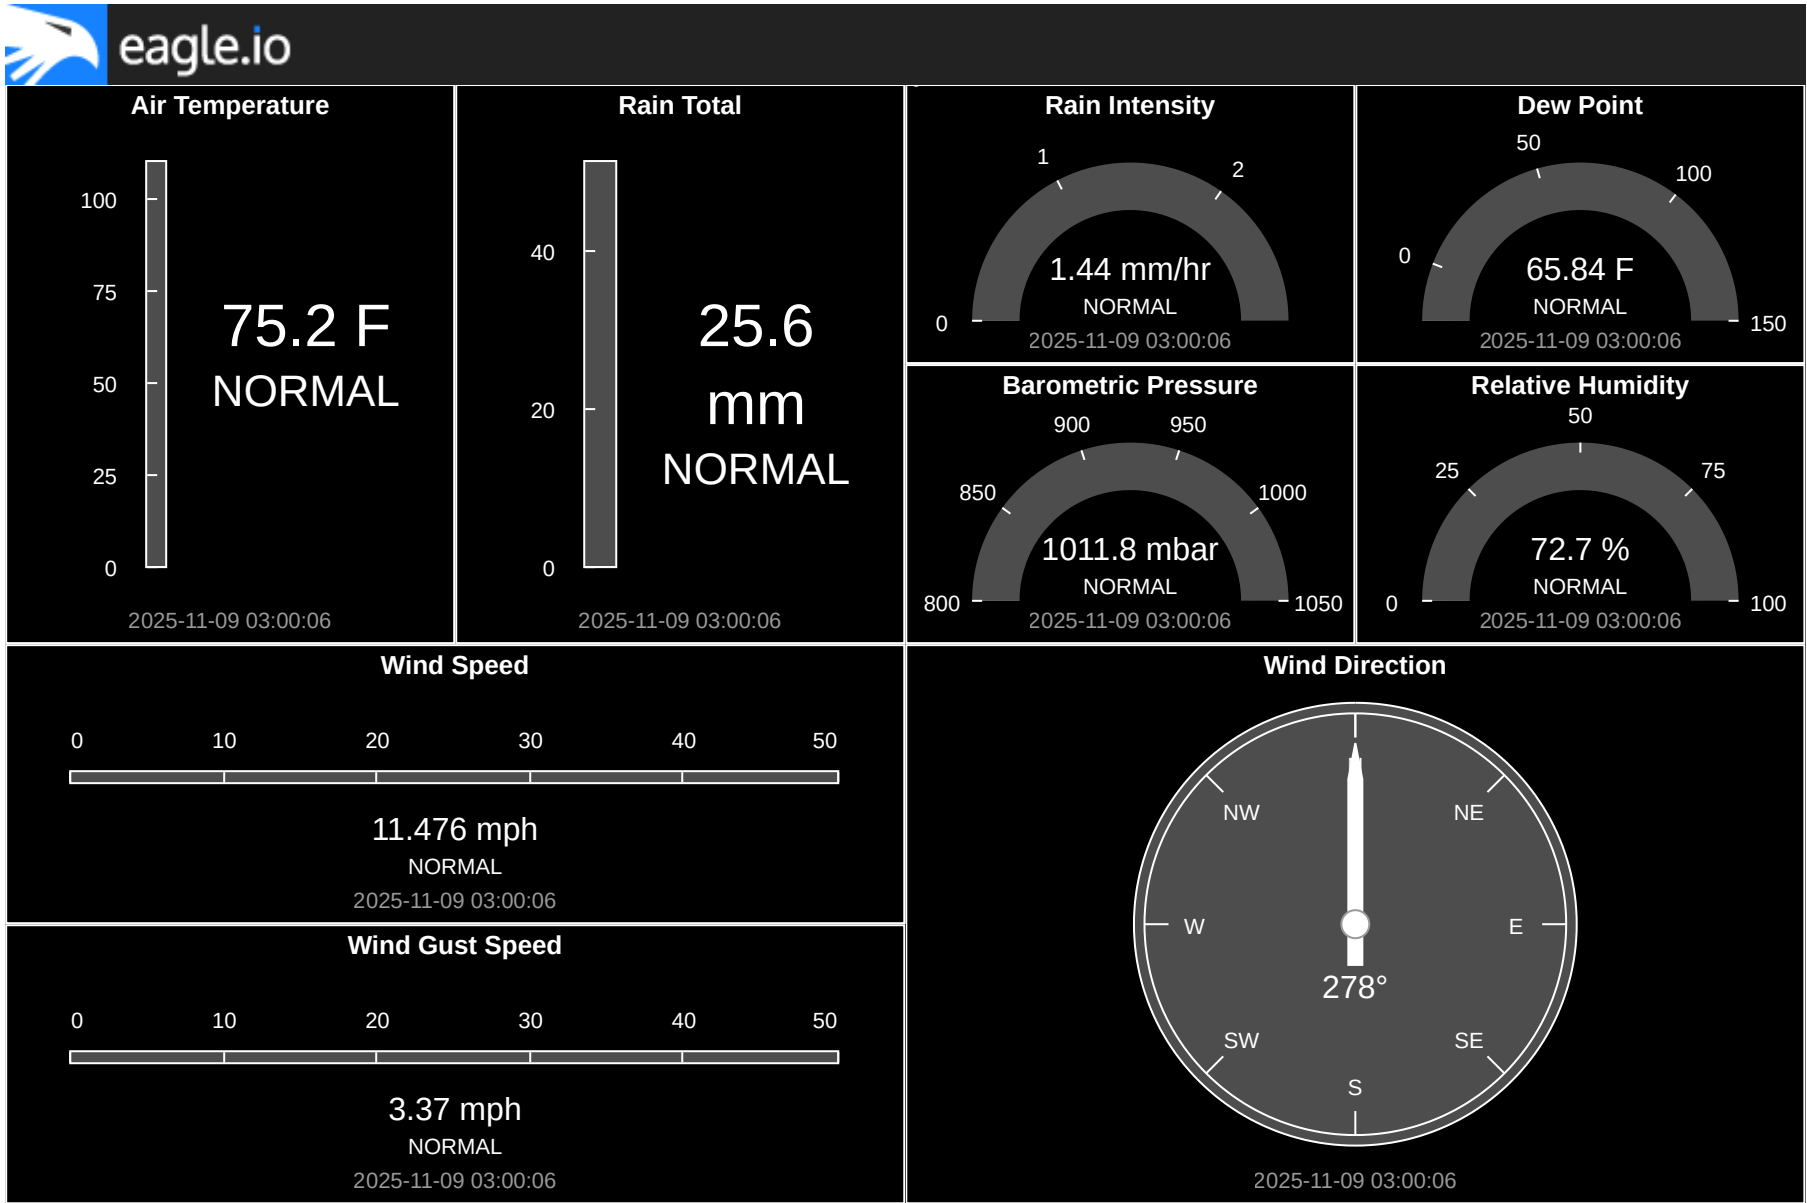 eagle.io
Air Temperature
100
75
50
25
0
75.2 F
NORMAL
2025-11-09 03:00:06
Rain Total
40
20
0
25.6
mm
NORMAL
2025-11-09 03:00:06
Rain Intensity
0
1
2
1.44 mm/hr
NORMAL
2025-11-09 03:00:06
Dew Point
0
50
100
150
65.84 F
NORMAL
2025-11-09 03:00:06
Barometric Pressure
800
850
900
950
1000
1050
1011.8 mbar
NORMAL
2025-11-09 03:00:06
Relative Humidity
0
25
50
75
100
72.7 %
NORMAL
2025-11-09 03:00:06
Wind Speed
0 10 20 30 40 50
11.476 mph
NORMAL
2025-11-09 03:00:06
Wind Gust Speed
0 10 20 30 40 50
3.37 mph
NORMAL
2025-11-09 03:00:06
Wind Direction
NW NE
W E
278°
SW SE
S
2025-11-09 03:00:06